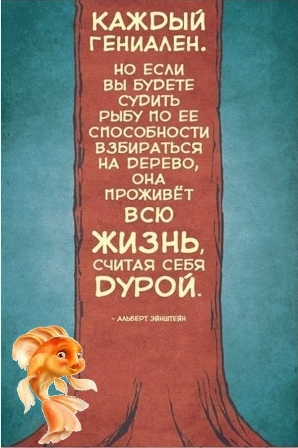 КАЖДЫЙ
ГЕНИАЛЕН.
НО ЕСЛИ
ВЫ БУДЕТЕ
СУДИТЬ
РЫБУ ПО ЕЕ
СПОСОБНОСТИ
ВЗБИРАТЬСЯ
НА ДЕРЕВО,
ОНА
ПРОЖИВЁТ
ВСЮ
ЖИЗНЬ,
СЧИТАЯ СЕБЯ
DУРОЙ.
- АЛЬБЕРТ ЭЙНШТЕЙН